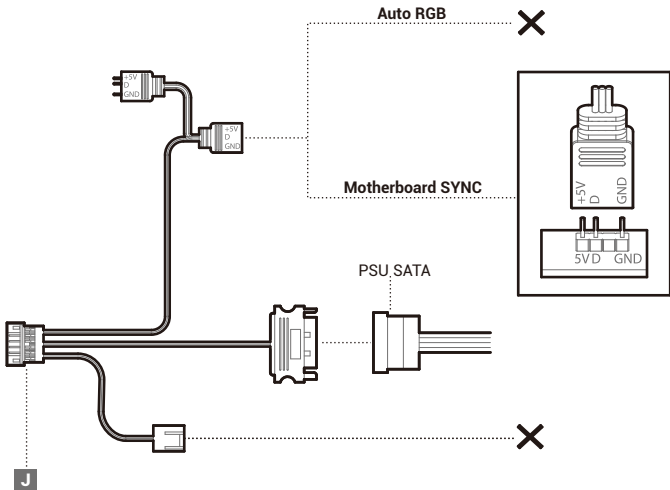 Auto RGB
+5V
D
GND
+5V
D
GND
Motherboard SYNC
+5V
D
GND
5V D GND
PSU SATA
J